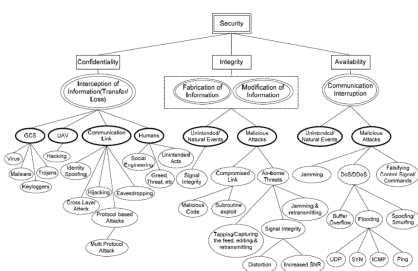 Security
Confidentiality
Integrity
Availability
Interception of
Information(Transfer/
loss)
Fabrication of
Information
Modification of
Information
Communication
Interruption
GCS
UAV
Communication
Link
Humans
Unintended/
Natural Events
Malicious
Attacks
Unintended/
Natural Events
Malicious
Attacks
Virus
Malware
Trojans
Keyloggers
Hacking
Identity
Spoofing
Cross Layer
Attack
Hijacking
Protocol based
Attacks
Multi Protocol
Attack
Eavesdropping
Social
Engineering
Unintended
Acts
Greed,
Threat, etc
Signal
Integrity
Compromised
Link
Air-borne
Threats
Malicious
Code
Subroutine
exploit
Tapping/Capturing
the feed, editing &
retransmitting
Signal Integrity
Jamming &
retransmitting
Distortion
Increased SNR
Jamming
DoS/DDoS
Falsifying
Control Signal/
Commands
Buffer
Overflow
Flooding
Spoofing/
Smurfing
UDP
SYN
ICMP
Ping